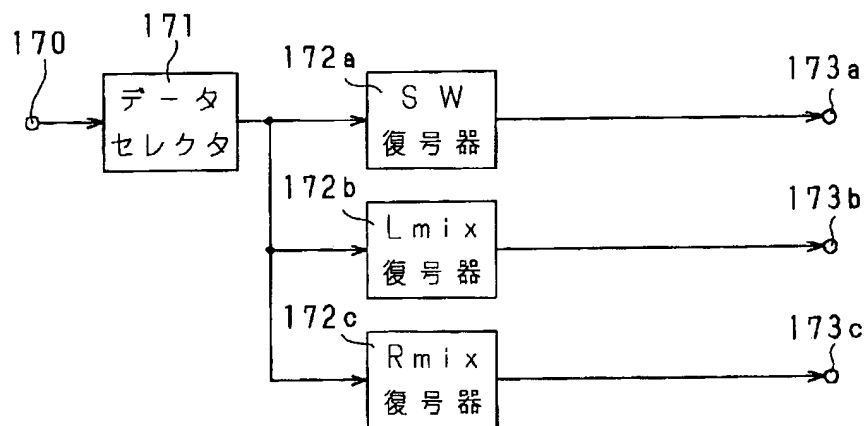 170
171
データ
セレクタ
172a
SW
復号器
173a
172b
Lmix
復号器
173b
172c
Rmix
復号器
173c